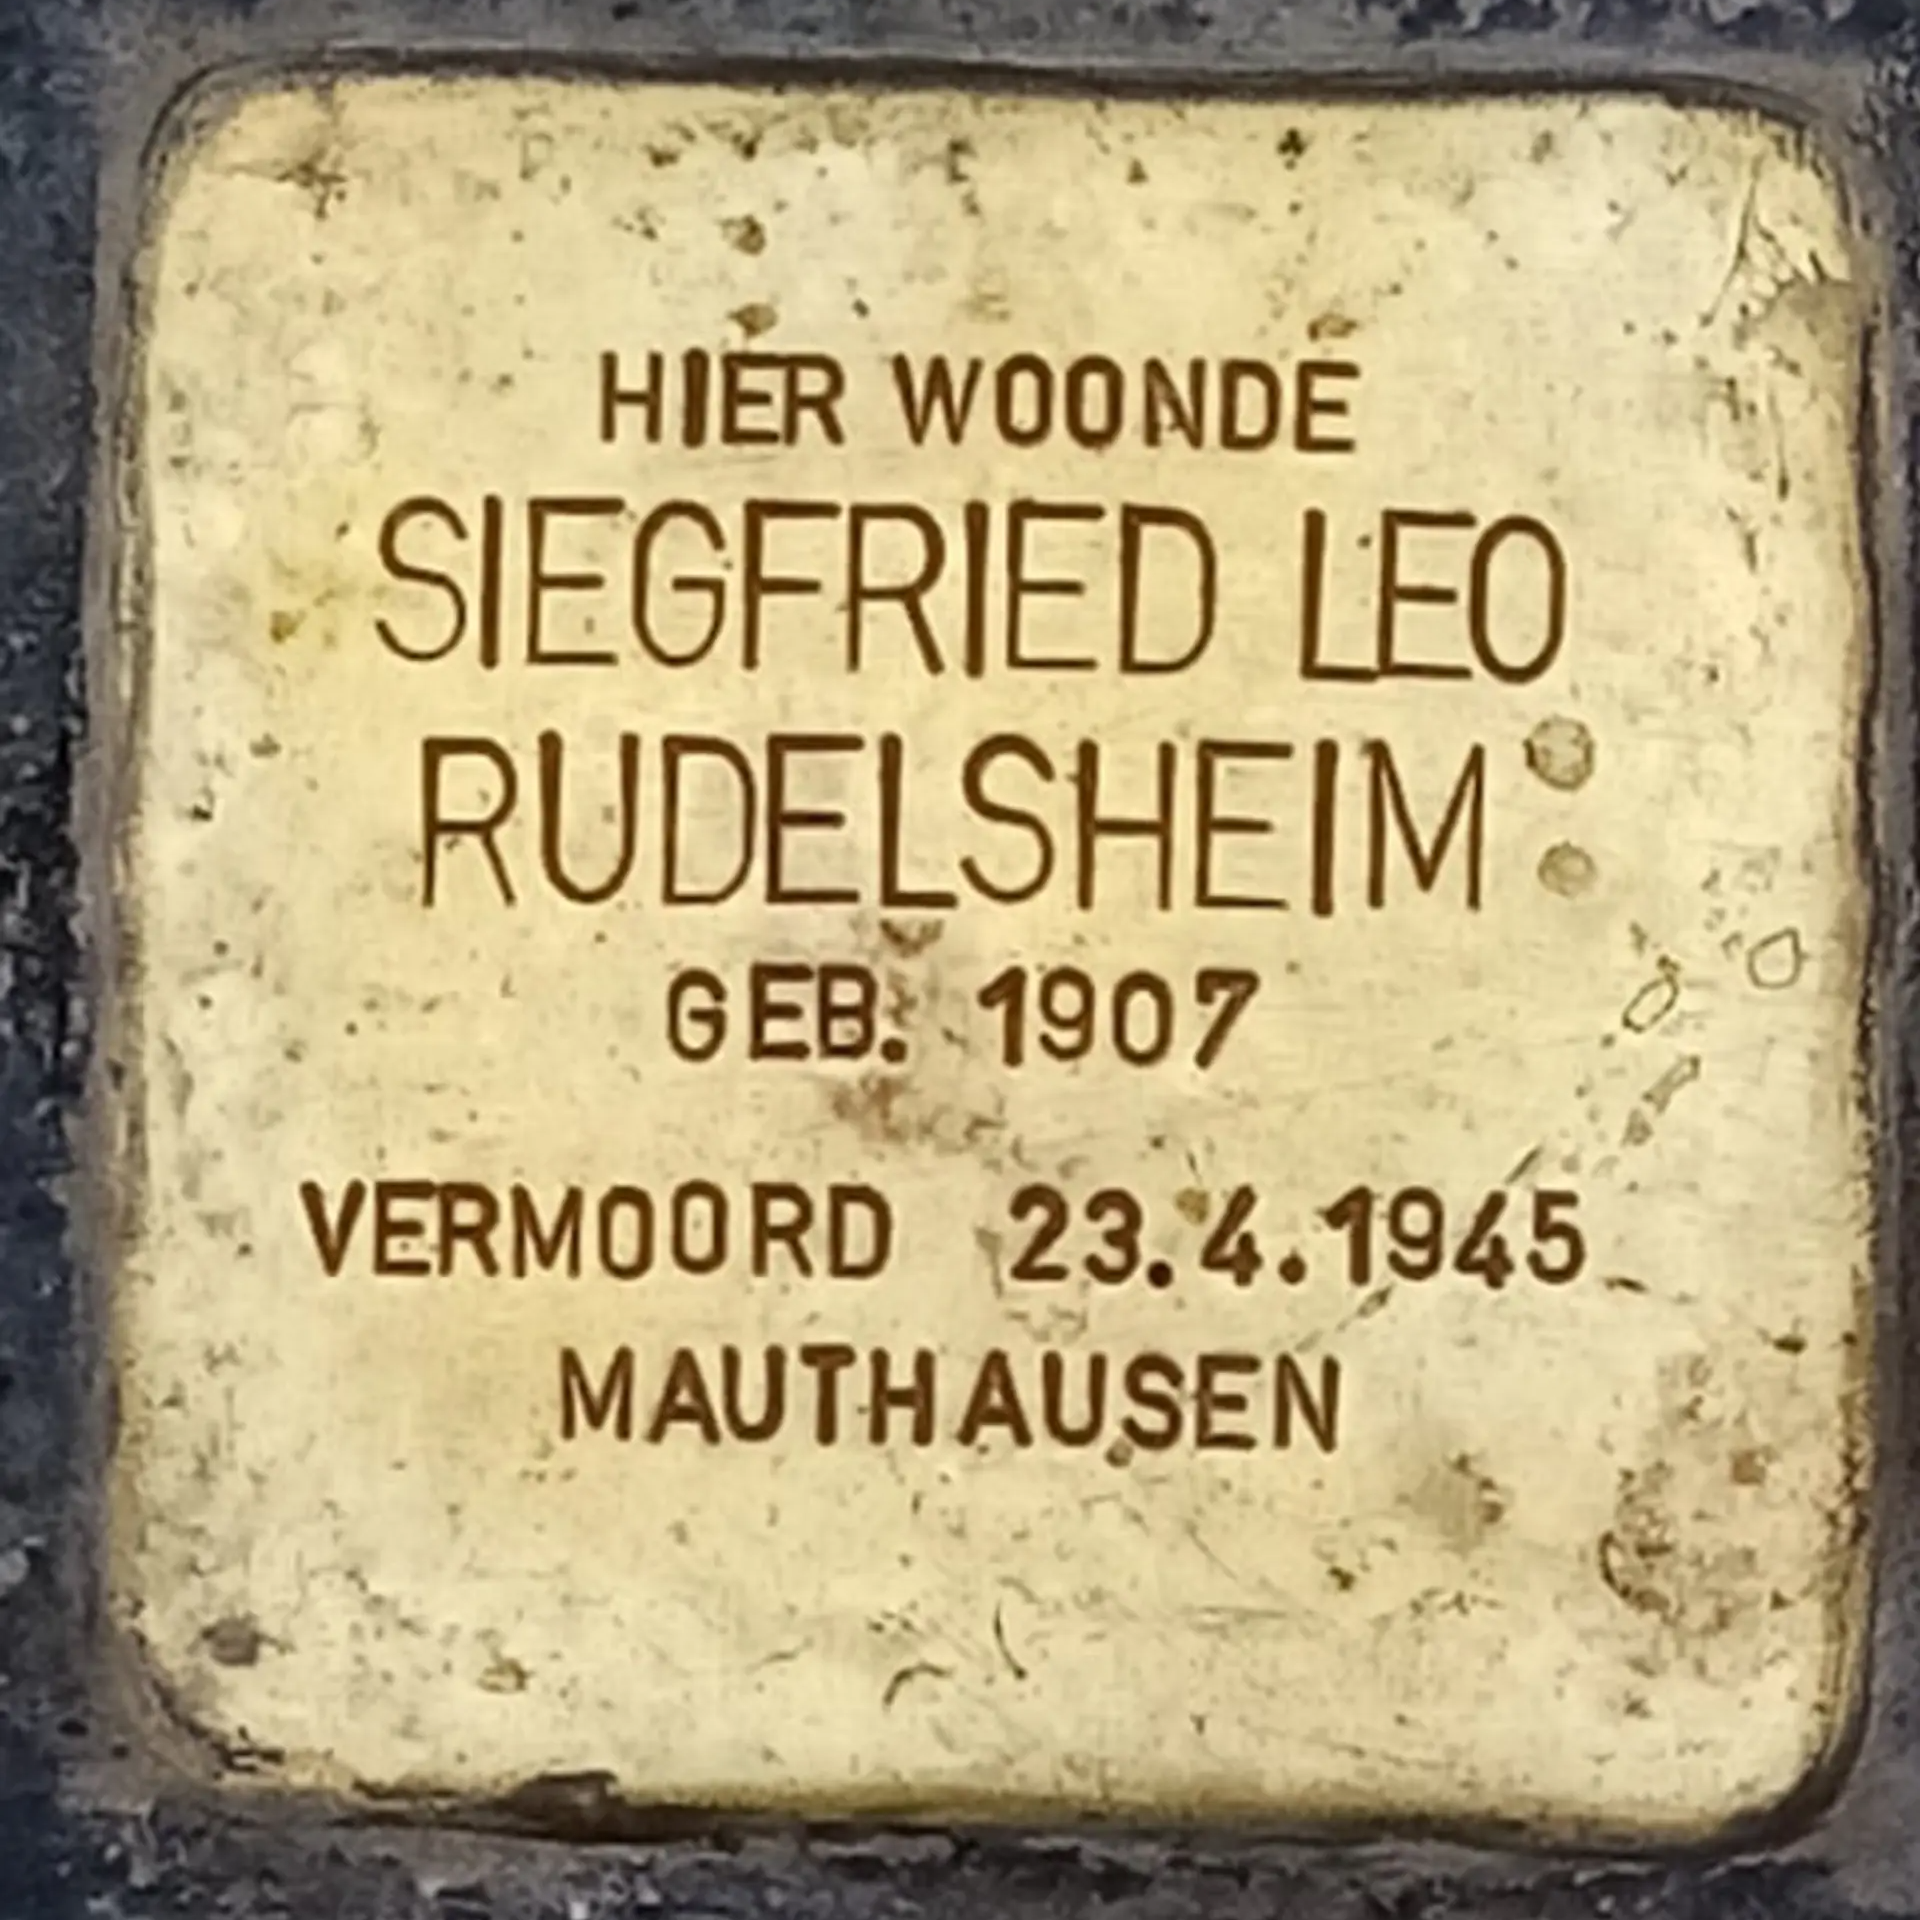 HIER WOONDE
SIEGFRIED LEO
RUDELSHEIM
GEB. 1907
VERMOORD 23.4.1945
MAUTHAUSEN